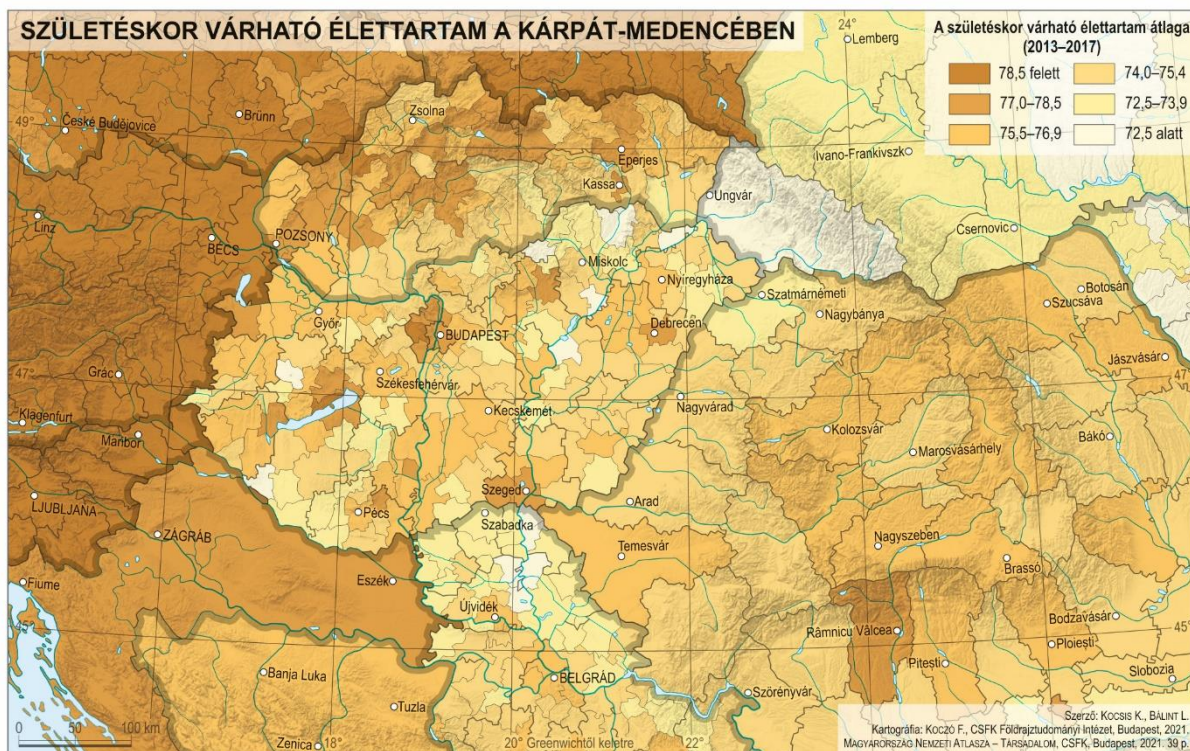 SZÜLETÉSKOR VÁRHATÓ ÉLETTARTAM A KÁRPÁT-MEDENCÉBEN
24°
Lemberg
A születéskor várható élettartam átlaga
(2013–2017)
78,5 felett
74,0–75,4
77,0–78,5
72,5–73,9
75,5–76,9
72,5 alatt
49°
České Budějovice
Brünn
Zsolna
Eperjes
Kassa
Ungvár
Ivano-Frankivszk
Csernovic
Linz
BÉCS
POZSONY
Miskolc
Nyíregyháza
Szatmárnémeti
Nagybánya
Botosán
Szucsáva
Győr
BUDAPEST
Debrecen
Jászvásár
47°
Grác
Székesfehérvár
Kecskemét
Nagyvárad
47°
Klagenfurt
Maribor
Kolozsvár
Marosvásárhely
Bákó
LJUBLJANA
ZÁGRÁB
Pécs
Szeged
Szabadka
Arad
Temesvár
Nagyszeben
Brassó
Fiume
Eszék
Újvidék
45°
Râmnicu Vâlcea
Bodzavásár
45°
Ploiești
Pitești
Slobozia
Banja Luka
BELGRÁD
Szörényvár
Tuzla
Zenica
0 50 100 km
18°
20° Greenwichtől keletre
22°
Szerző: KOCSIS K., BÁLINT L.
Kartográfia: KOCZÓ F., CSFK Földrajztudományi Intézet, Budapest, 2021.
MAGYARORSZÁG NEMZETI ATLASZA – TÁRSADALOM, CSFK, Budapest, 2021. 39 p.